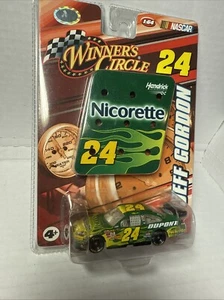 1:64
NASCAR
WINNER'S
CIRCLE
24
Hendrick
Nicorette
24
JEFF GORDON
DUPONT
24
4+